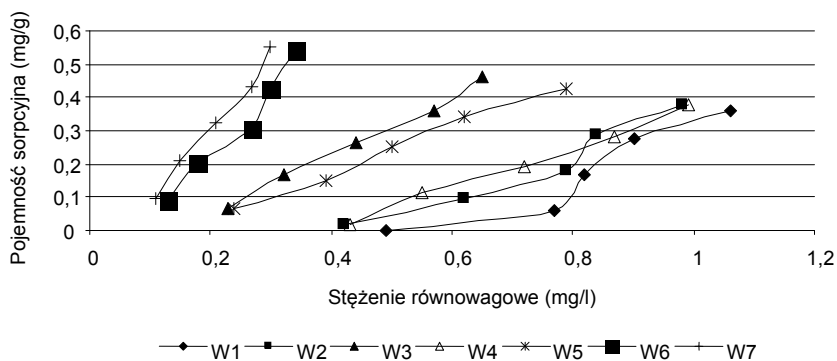 Pojemność sorpcyjna (mg/g)
0,6
0,5
0,4
0,3
0,2
0,1
0
0 0,2 0,4 0,6 0,8 1 1,2
Stężenie równowagowe (mg/l)
W1 W2 W3 W4 W5 W6 W7